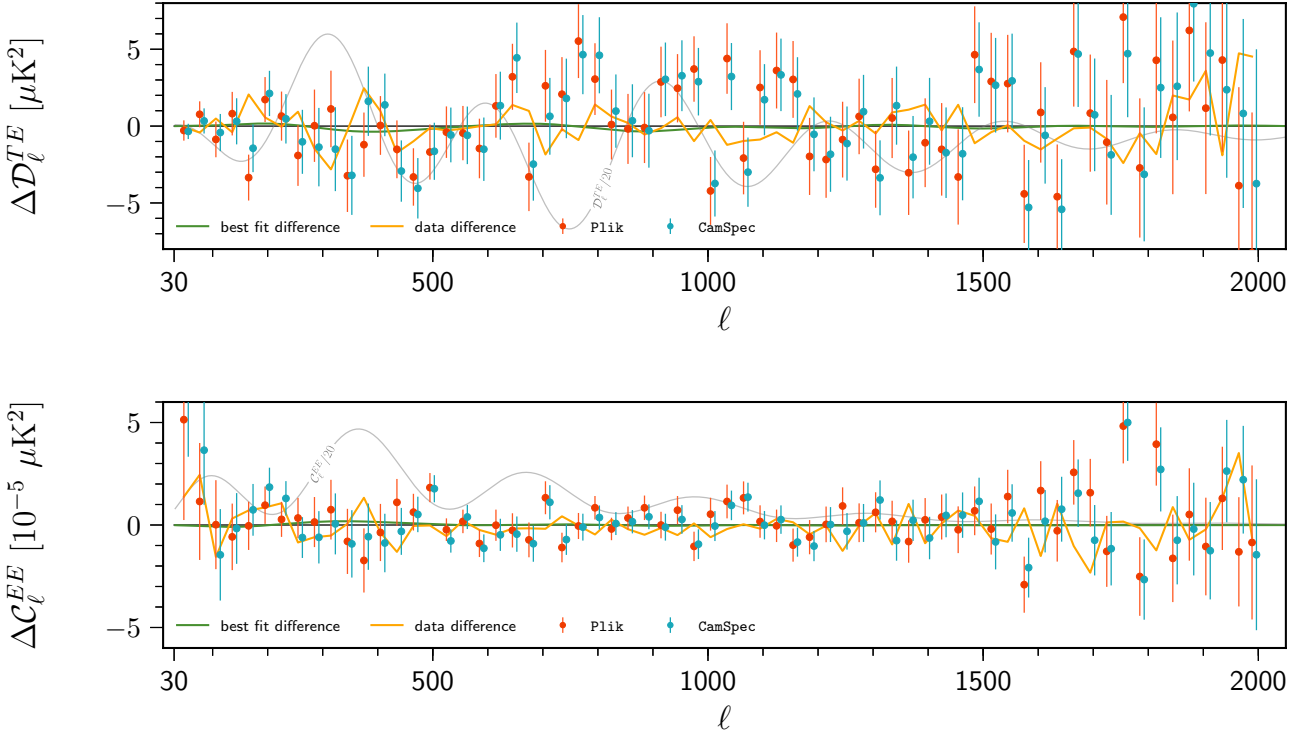 5
0
−5
Δ𝒟_ℓ^{TE} [μK²]
𝒟_ℓ^{TE}/20
best fit difference data difference Plik CamSpec
30 500 1000 1500 2000
ℓ
5
0
−5
Δ𝒞_ℓ^{EE} [10⁻⁵ μK²]
𝒞_ℓ^{EE}/20
best fit difference data difference Plik CamSpec
30 500 1000 1500 2000
ℓ